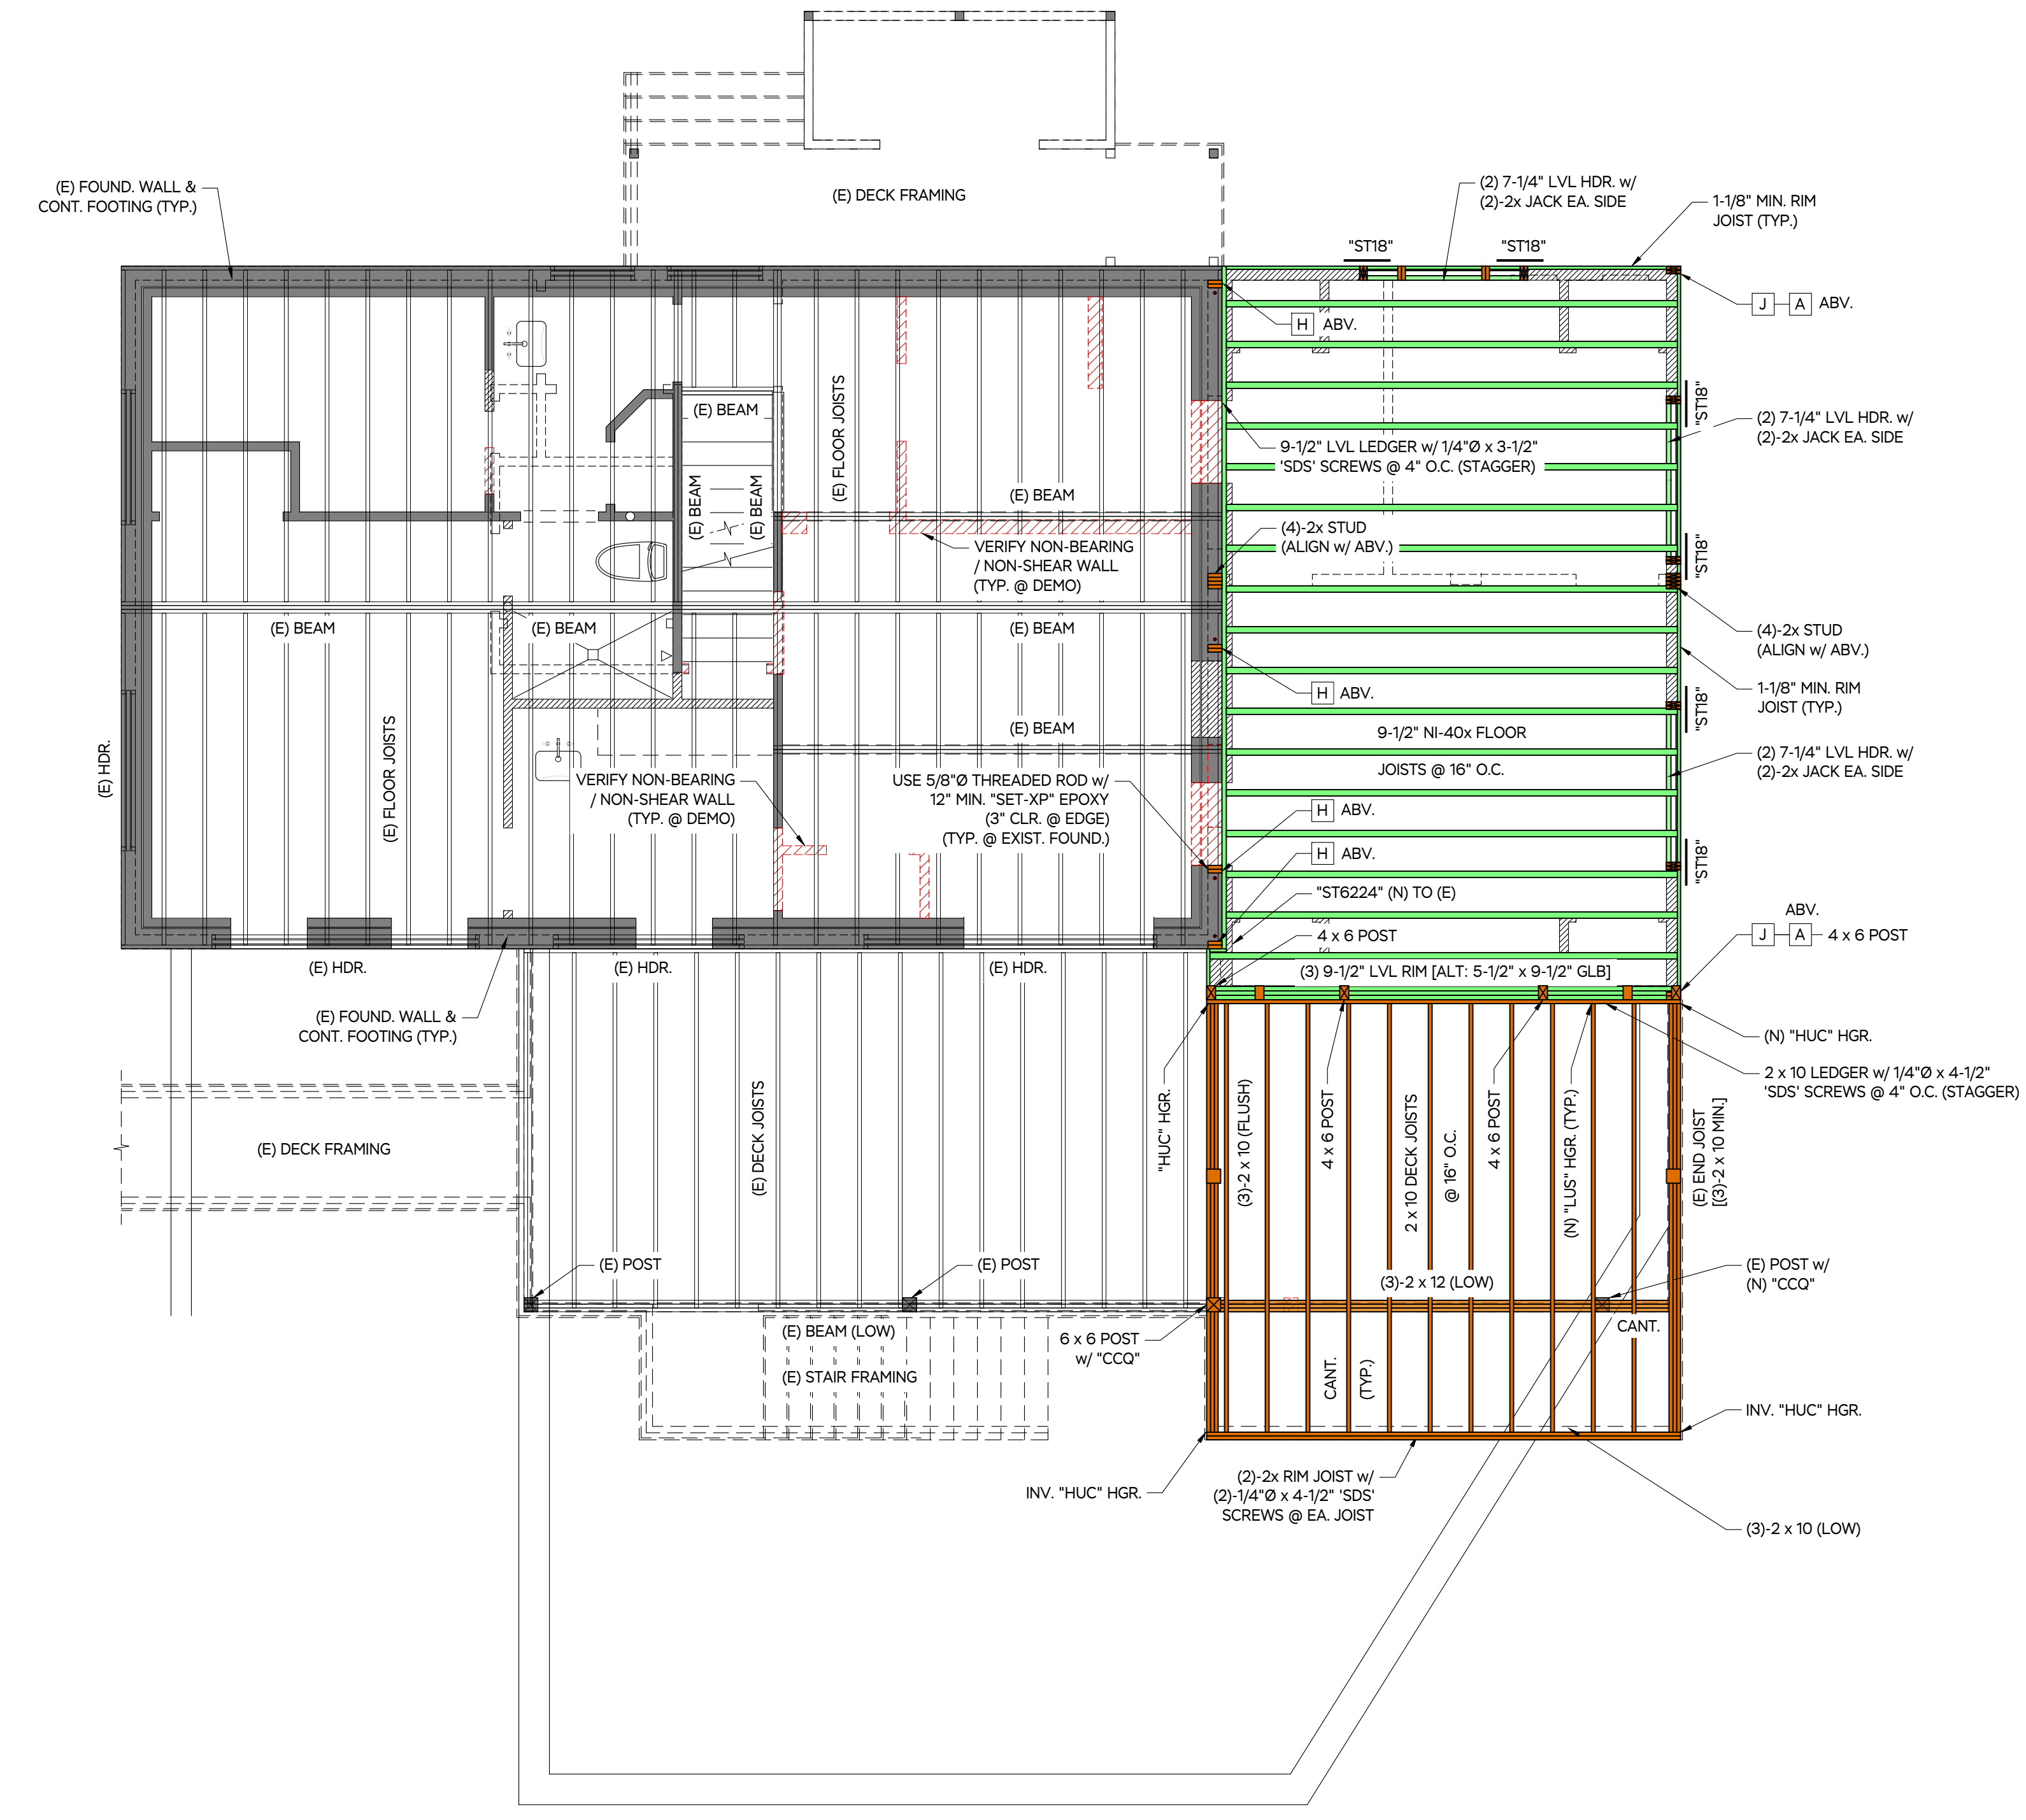 (E) FOUND. WALL &
CONT. FOOTING (TYP.)
(E) DECK FRAMING
(2) 7-1/4" LVL HDR. w/
(2)-2x JACK EA. SIDE
1-1/8" MIN. RIM
JOIST (TYP.)
"ST18"
"ST18"
J
A
ABV.
H
ABV.
(E) FLOOR JOISTS
(E) BEAM
"ST18"
(2) 7-1/4" LVL HDR. w/
(2)-2x JACK EA. SIDE
9-1/2" LVL LEDGER w/ 1/4"Ø x 3-1/2"
'SDS' SCREWS @ 4" O.C. (STAGGER)
(E) BEAM
(E) BEAM
(E) BEAM
(4)-2x STUD
(ALIGN w/ ABV.)
"ST18"
VERIFY NON-BEARING
/ NON-SHEAR WALL
(TYP. @ DEMO)
(E) BEAM
(E) BEAM
(E) BEAM
(4)-2x STUD
(ALIGN w/ ABV.)
H
ABV.
1-1/8" MIN. RIM
JOIST (TYP.)
"ST18"
(E) HDR.
(E) FLOOR JOISTS
(E) BEAM
9-1/2" NI-40x FLOOR
JOISTS @ 16" O.C.
(2) 7-1/4" LVL HDR. w/
(2)-2x JACK EA. SIDE
VERIFY NON-BEARING
/ NON-SHEAR WALL
(TYP. @ DEMO)
USE 5/8"Ø THREADED ROD w/
12" MIN. "SET-XP" EPOXY
(3" CLR. @ EDGE)
(TYP. @ EXIST. FOUND.)
H
ABV.
H
ABV.
"ST18"
"ST6224" (N) TO (E)
4 x 6 POST
ABV.
J
A
4 x 6 POST
(E) HDR.
(E) HDR.
(E) HDR.
(3) 9-1/2" LVL RIM [ALT: 5-1/2" x 9-1/2" GLB]
(E) FOUND. WALL &
CONT. FOOTING (TYP.)
(N) "HUC" HGR.
2 x 10 LEDGER w/ 1/4"Ø x 4-1/2"
'SDS' SCREWS @ 4" O.C. (STAGGER)
(E) DECK FRAMING
(E) DECK JOISTS
"HUC" HGR.
(3)-2 x 10 (FLUSH)
4 x 6 POST
2 x 10 DECK JOISTS
@ 16" O.C.
4 x 6 POST
(N) "LUS" HGR. (TYP.)
(E) END JOIST
[(3)-2 x 10 MIN.]
(E) POST
(E) POST
(3)-2 x 12 (LOW)
(E) POST w/
(N) "CCQ"
(E) BEAM (LOW)
6 x 6 POST
w/ "CCQ"
CANT.
(E) STAIR FRAMING
CANT.
(TYP.)
INV. "HUC" HGR.
INV. "HUC" HGR.
(2)-2x RIM JOIST w/
(2)-1/4"Ø x 4-1/2" 'SDS'
SCREWS @ EA. JOIST
(3)-2 x 10 (LOW)